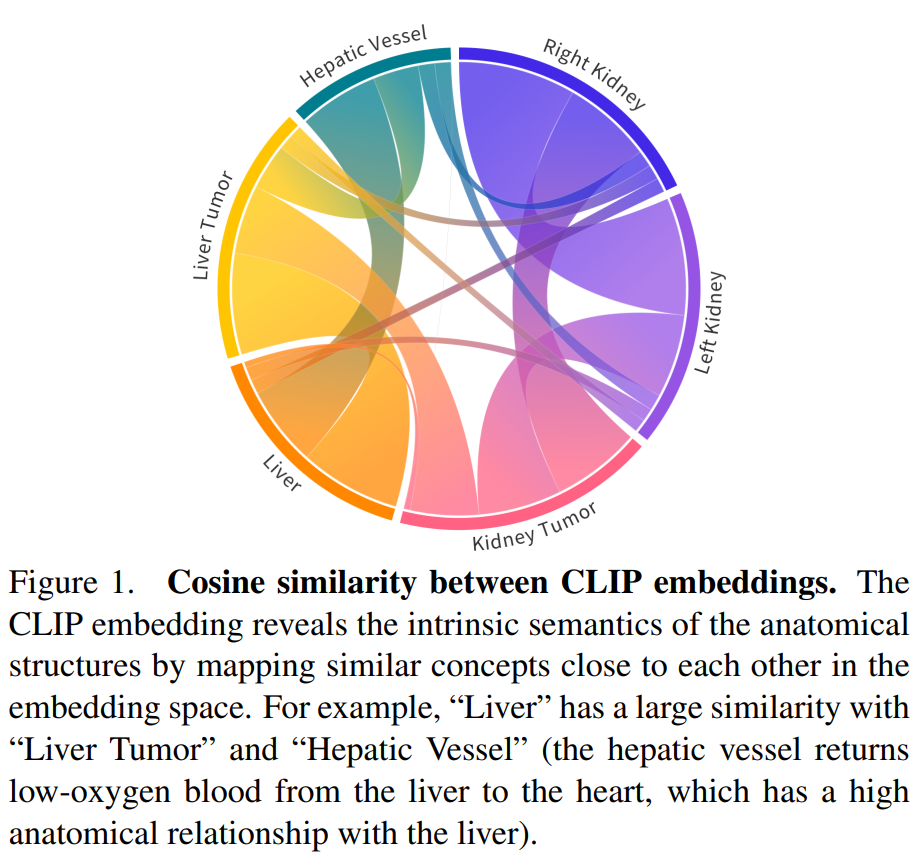 Hepatic Vessel
Right Kidney
Liver Tumor
Left Kidney
Liver
Kidney Tumor
Figure 1. Cosine similarity between CLIP embeddings. The
CLIP embedding reveals the intrinsic semantics of the anatomical
structures by mapping similar concepts close to each other in the
embedding space. For example, “Liver” has a large similarity with
“Liver Tumor” and “Hepatic Vessel” (the hepatic vessel returns
low-oxygen blood from the liver to the heart, which has a high
anatomical relationship with the liver).